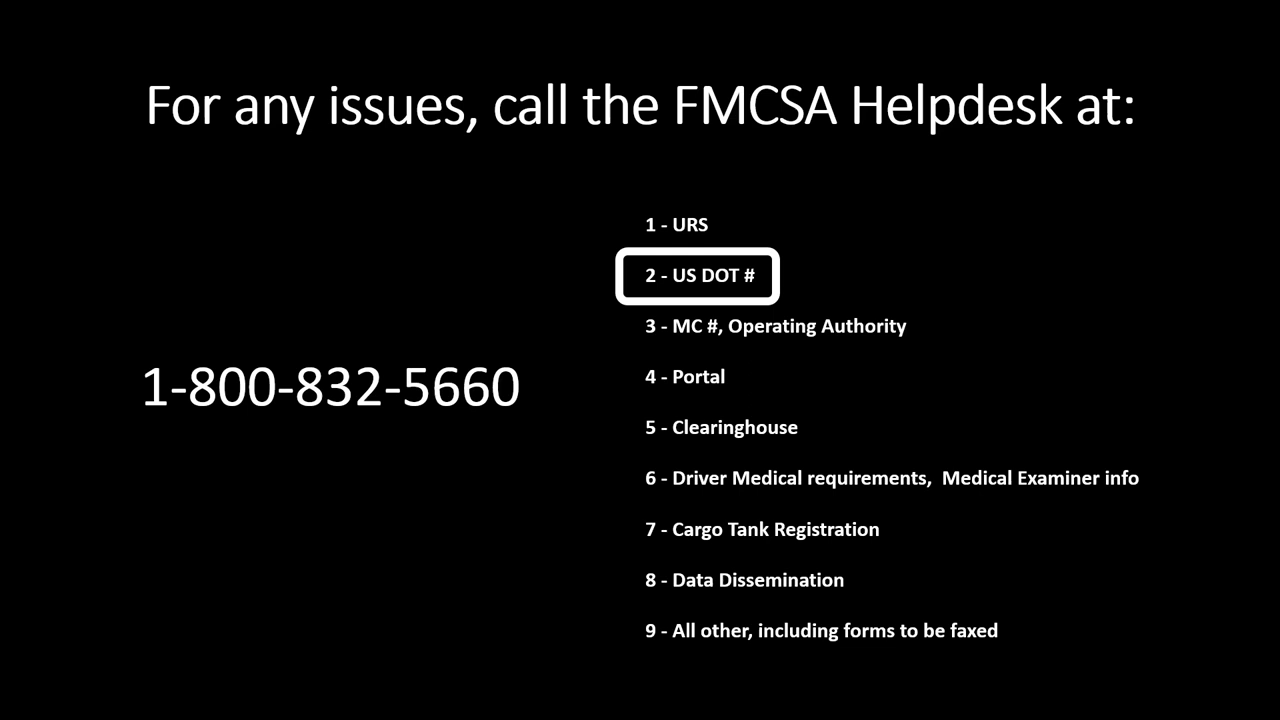 For any issues, call the FMCSA Helpdesk at:
1-800-832-5660
1 - URS
2 - US DOT #
3 - MC #, Operating Authority
4 - Portal
5 - Clearinghouse
6 - Driver Medical requirements,  Medical Examiner info
7 - Cargo Tank Registration
8 - Data Dissemination
9 - All other, including forms to be faxed